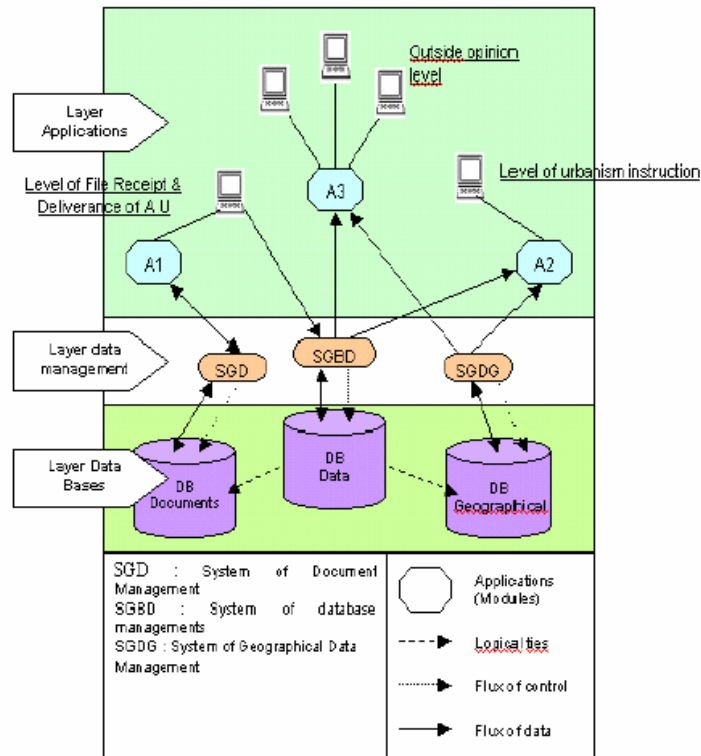 Outside opinion
level
Layer
Applications
Level of File Receipt &
Deliverance of A U
Level of urbanism instruction
A3
A1
A2
Layer data
management
SGD
SGBD
SGDG
Layer Data
Bases
DB
Documents
DB
Data
DB
Geographical
SGD : System of Document
Management
SGBD : System of database
managements
SGDG : System of Geographical Data
Management
Applications
(Modules)
Logical ties
Flux of control
Flux of data